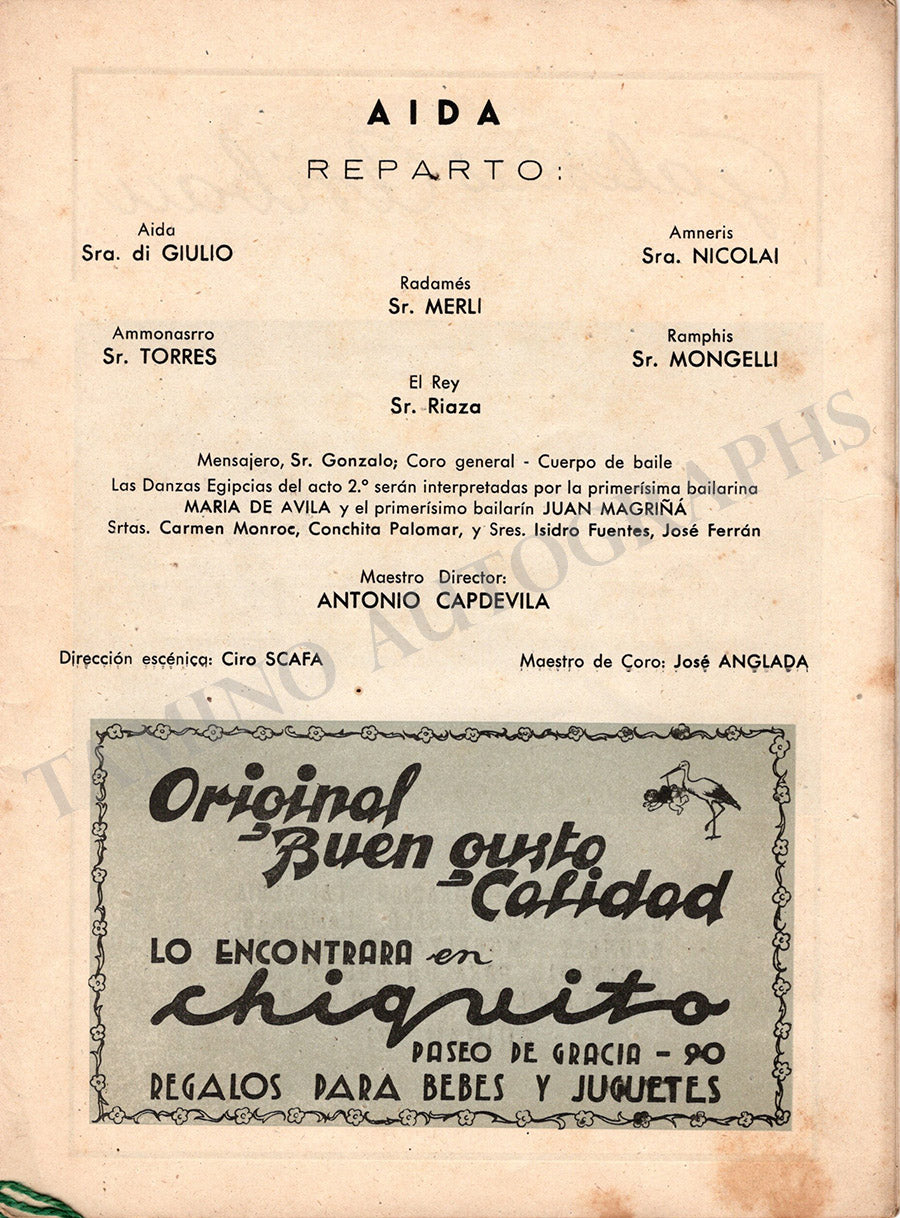 AIDA
REPARTO:
Aida
Sra. di GIULIO
Amneris
Sra. NICOLAI
Radamés
Sr. MERLI
Ammonasrro
Sr. TORRES
Ramphis
Sr. MONGELLI
El Rey
Sr. Riaza
Mensajero, Sr. Gonzalo; Coro general - Cuerpo de baile
Las Danzas Egipcias del acto 2.º serán interpretadas por la primerísima bailarina
MARIA DE AVILA y el primerísimo bailarín JUAN MAGRIÑÁ
Srtas. Carmen Monroc, Conchita Palomar, y Sres. Isidro Fuentes, José Ferrán
Maestro Director:
ANTONIO CAPDEVILA
Dirección escénica: Ciro SCAFA
Maestro de Coro: José ANGLADA
TAMINO AUTOGRAPHS
Original
Buen gusto
Calidad
LO ENCONTRARA en
chiquito
PASEO DE GRACIA - 90
REGALOS PARA BEBES Y JUGUETES